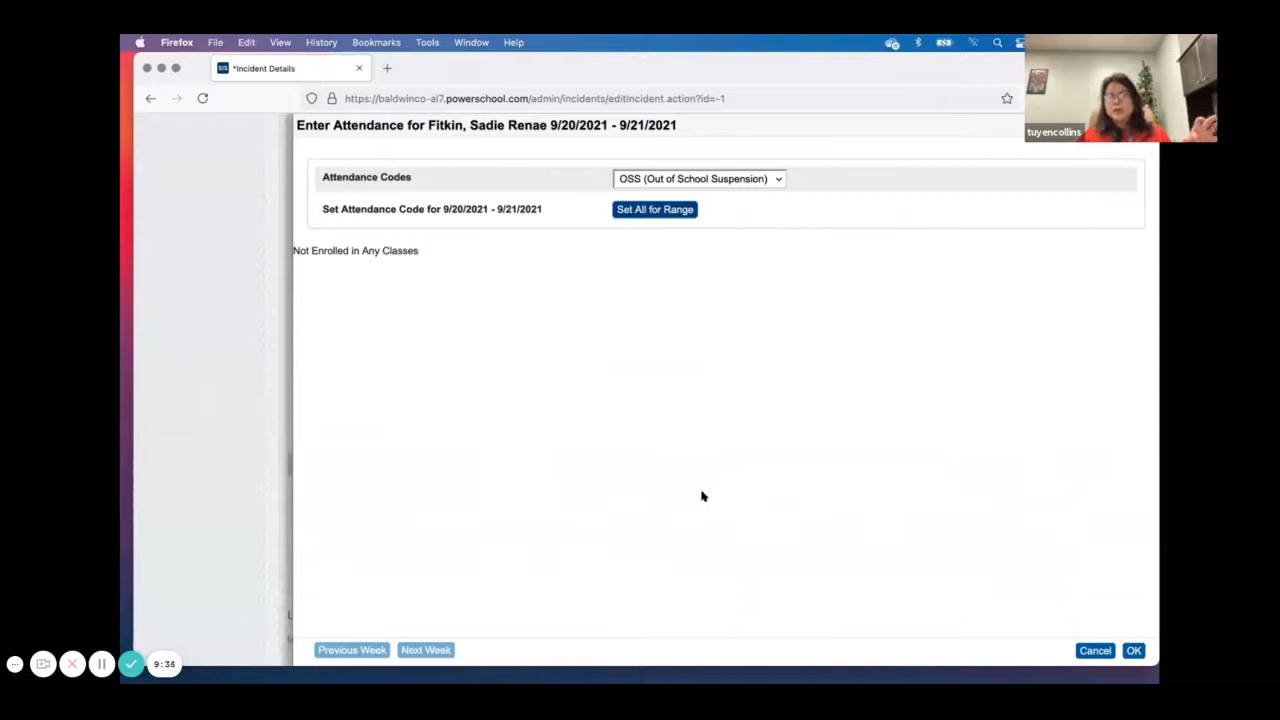 Firefox File Edit View History Bookmarks Tools Window Help
*Incident Details
https://baldwinco-al7.powerschool.com/admin/incidents/editIncident.action?id=-1
Enter Attendance for Fitkin, Sadie Renae 9/20/2021 - 9/21/2021
tuyencollins
Attendance Codes OSS (Out of School Suspension)
Set Attendance Code for 9/20/2021 - 9/21/2021 Set All for Range
Not Enrolled in Any Classes
Previous Week Next Week Cancel OK